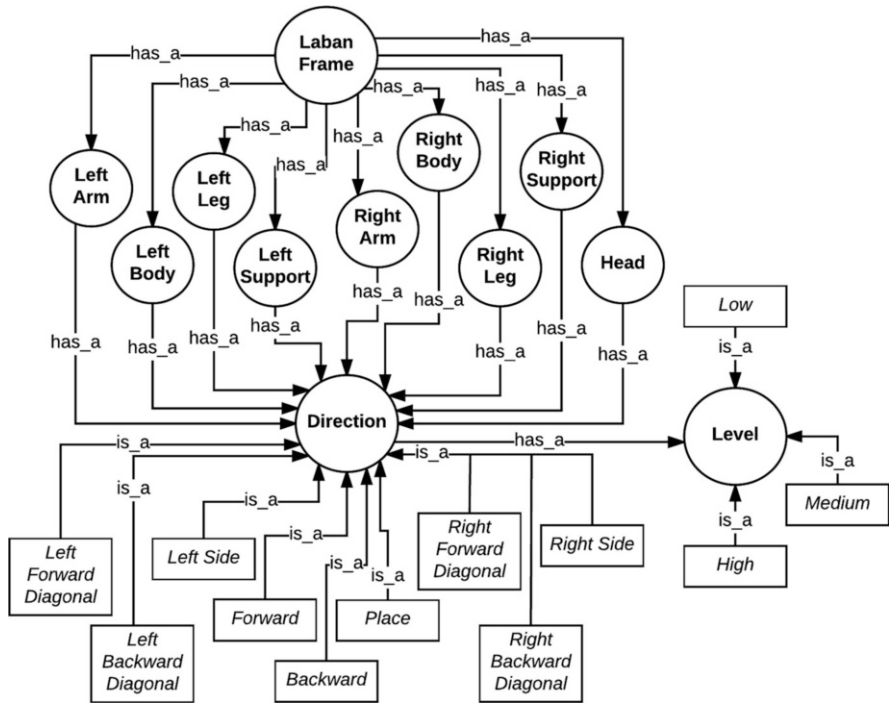 Laban
Frame
has_a
has_a
has_a
has_a
has_a
has_a
has_a
has_a
has_a
Left
Arm
Left
Body
Left
Leg
Left
Support
Right
Arm
Right
Body
Right
Leg
Right
Support
Head
has_a
has_a
has_a
has_a
has_a
has_a
has_a
has_a
has_a
Low
is_a
Direction
has_a
Level
is_a
Medium
is_a
High
is_a
is_a
is_a
is_a
is_a
is_a
is_a
Left
Forward
Diagonal
Left
Backward
Diagonal
Left Side
Forward
Backward
Place
Right
Forward
Diagonal
Right
Backward
Diagonal
Right Side